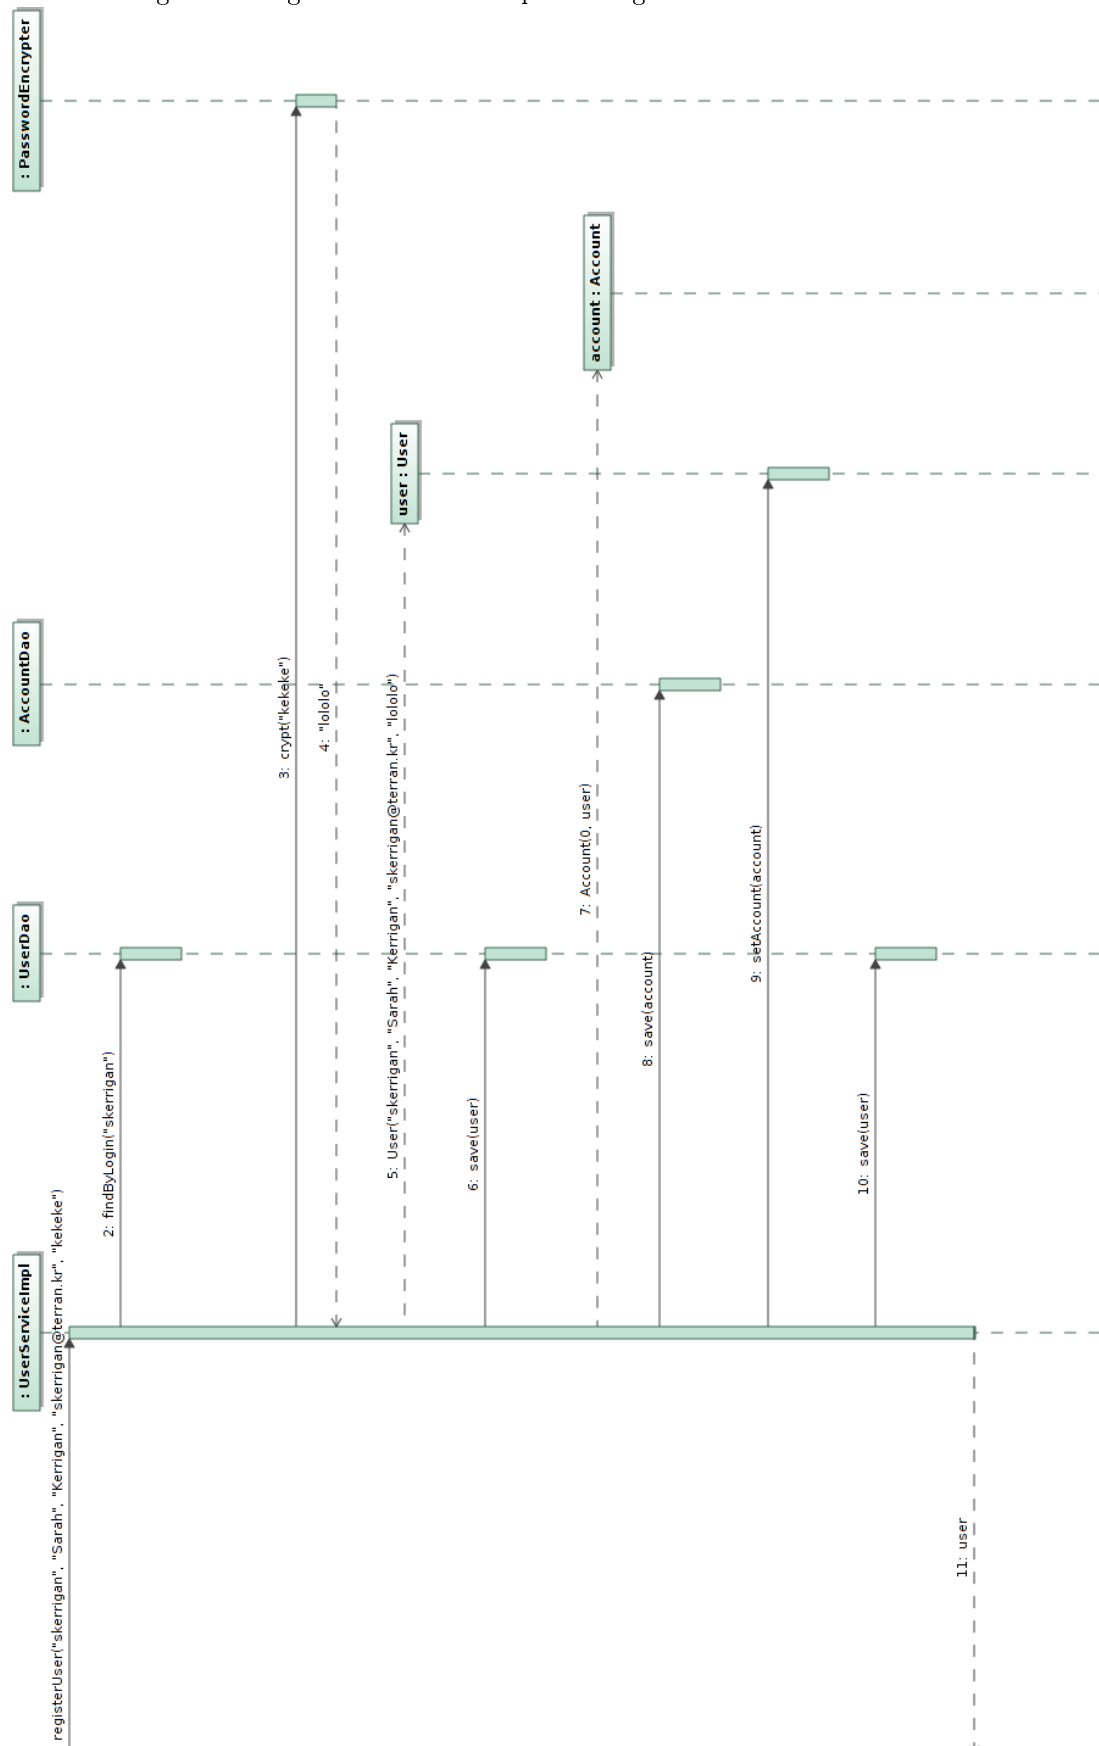 : PasswordEncrypter
account : Account
user : User
: AccountDao
: UserDao
: UserServiceImpl
registerUser("skerrigan", "Sarah", "Kerrigan", "skerrigan@terran.kr", "kekeke")
2: findByLogin("skerrigan")
3: crypt("kekeke")
4: "lololo"
5: User("skerrigan", "Sarah", "Kerrigan", "skerrigan@terran.kr", "lololo")
6: save(user)
7: Account(0, user)
8: save(account)
9: setAccount(account)
10: save(user)
11: user